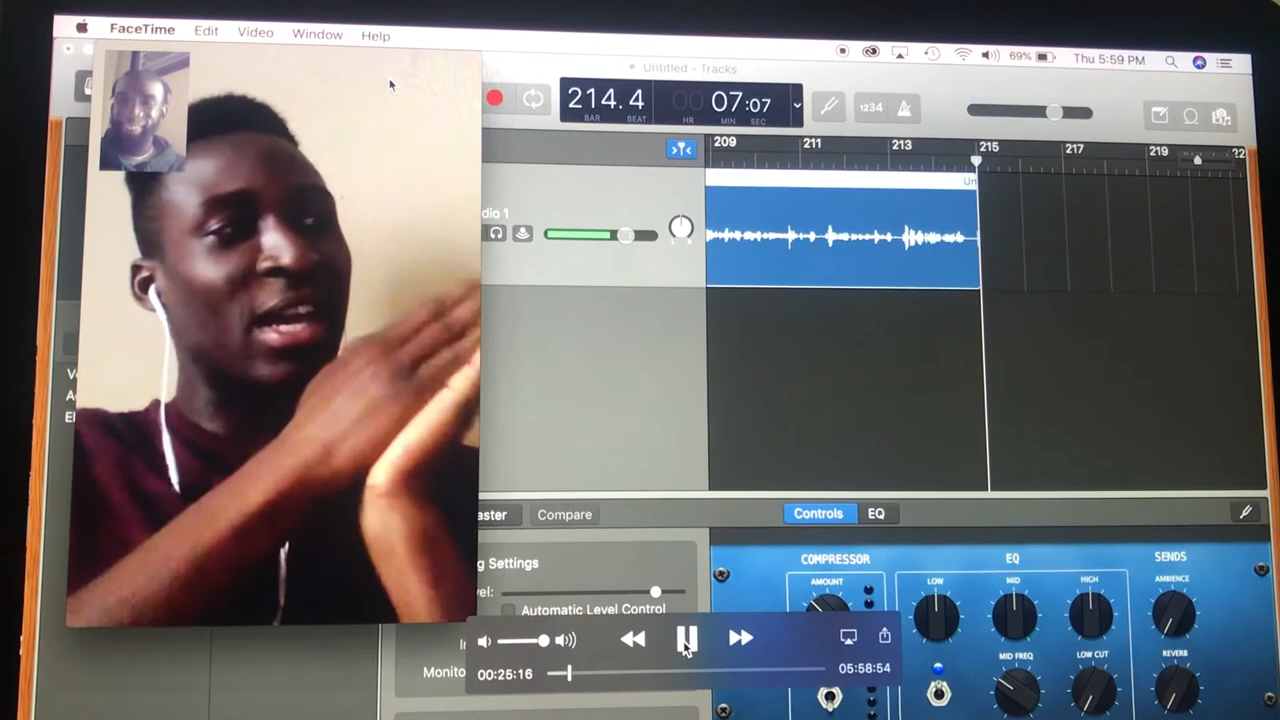 FaceTime Edit Video Window Help
69% Thu 5:59 PM
Untitled - Tracks
214.4 00 07:07
BAR BEAT HR MIN SEC
1234
209 211 213 215 217 219
Un
dio 1
L R
aster Compare
Controls EQ
g Settings
COMPRESSOR EQ SENDS
AMOUNT LOW MID HIGH AMBIENCE
vel:
Automatic Level Control
MID FREQ LOW CUT REVERB
Monito
00:25:16 05:58:54